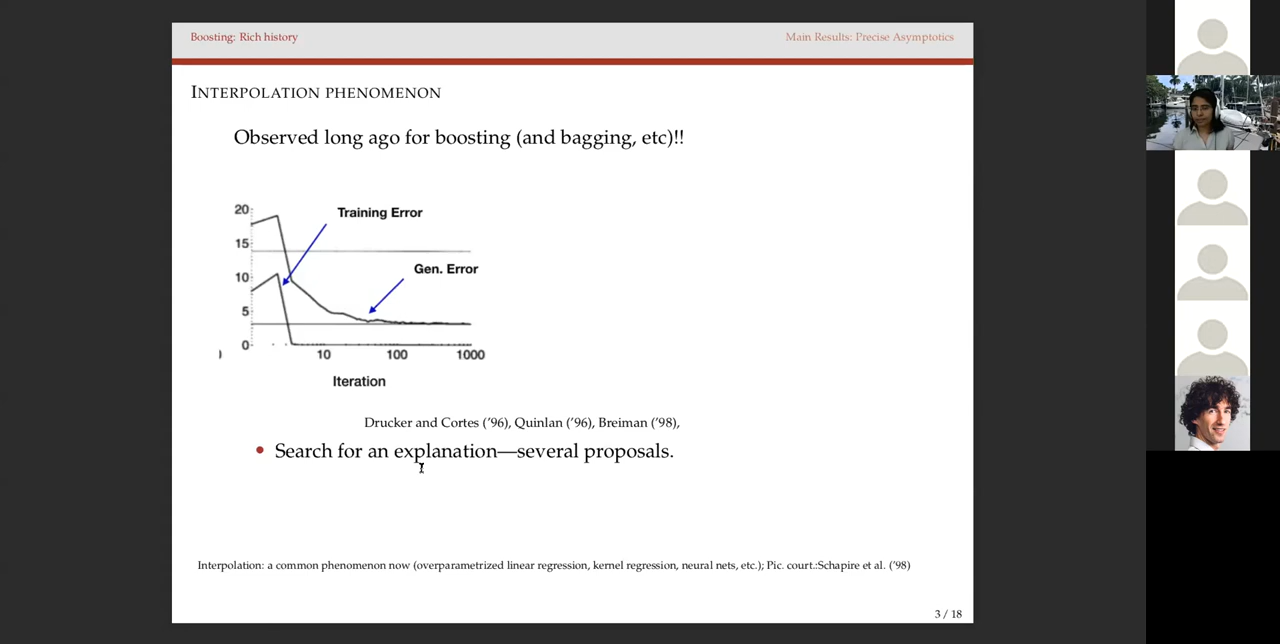 Boosting: Rich history
Main Results: Precise Asymptotics
INTERPOLATION PHENOMENON
Observed long ago for boosting (and bagging, etc)!!
20
Training Error
15
Gen. Error
10
5
0
)
10 100 1000
Iteration
Drucker and Cortes ('96), Quinlan ('96), Breiman ('98),
• Search for an explanation—several proposals.
Interpolation: a common phenomenon now (overparametrized linear regression, kernel regression, neural nets, etc.); Pic. court.:Schapire et al. ('98)
3 / 18